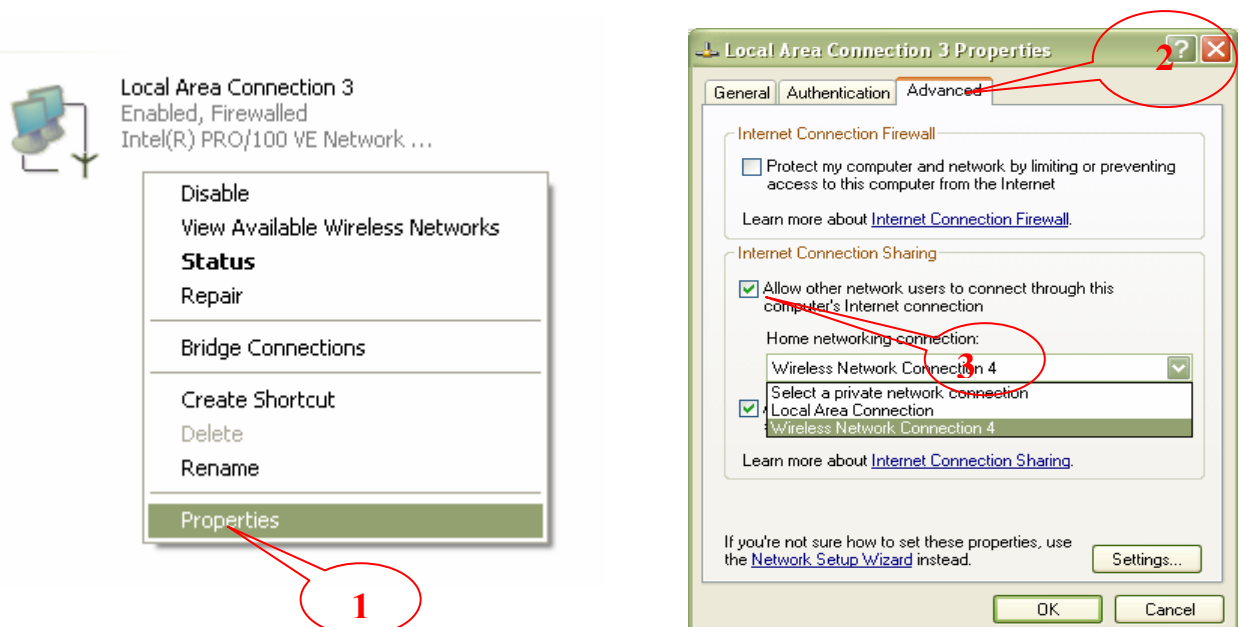 Local Area Connection 3
Enabled, Firewalled
Intel(R) PRO/100 VE Network ...
Disable
View Available Wireless Networks
Status
Repair
Bridge Connections
Create Shortcut
Delete
Rename
Properties
1
Local Area Connection 3 Properties
2
General Authentication Advanced
Internet Connection Firewall
Protect my computer and network by limiting or preventing
access to this computer from the Internet
Learn more about Internet Connection Firewall.
Internet Connection Sharing
Allow other network users to connect through this
computer's Internet connection
Home networking connection:
3
Wireless Network Connection 4
Select a private network connection
Local Area Connection
Wireless Network Connection 4
Learn more about Internet Connection Sharing.
If you're not sure how to set these properties, use
the Network Setup Wizard instead.
Settings...
OK Cancel